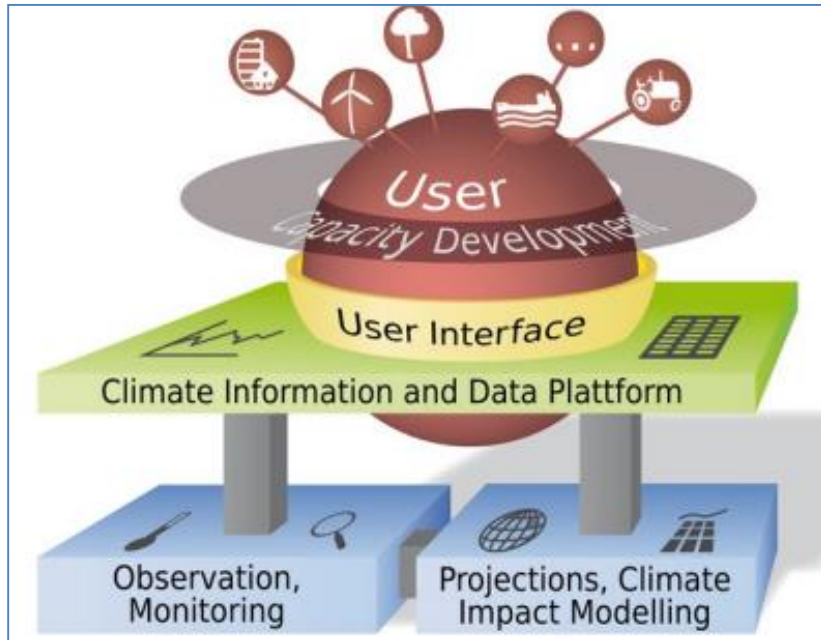 User
Capacity Development
User Interface
Climate Information and Data Plattform
Observation,
Monitoring
Projections, Climate
Impact Modelling